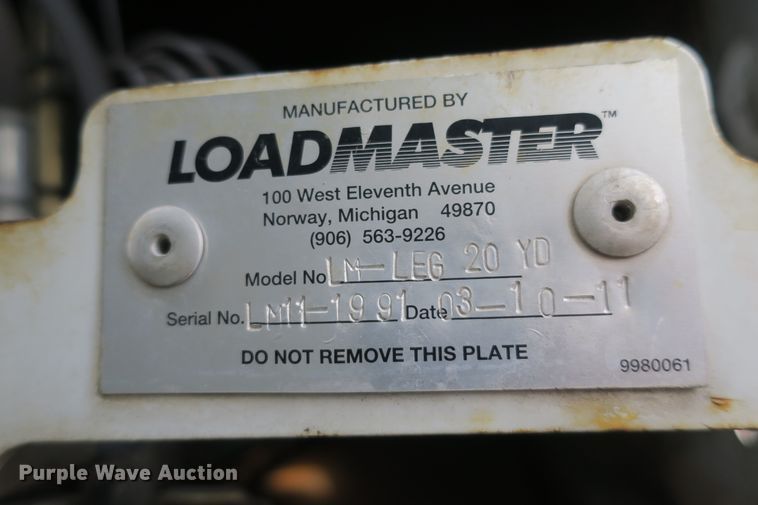 MANUFACTURED BY
LOADMASTER™
100 West Eleventh Avenue
Norway, Michigan 49870
(906) 563-9226
Model No. LM-LEG 20 YD
Serial No. LM11-1991 Date 03-10-11
DO NOT REMOVE THIS PLATE
9980061
Purple Wave Auction